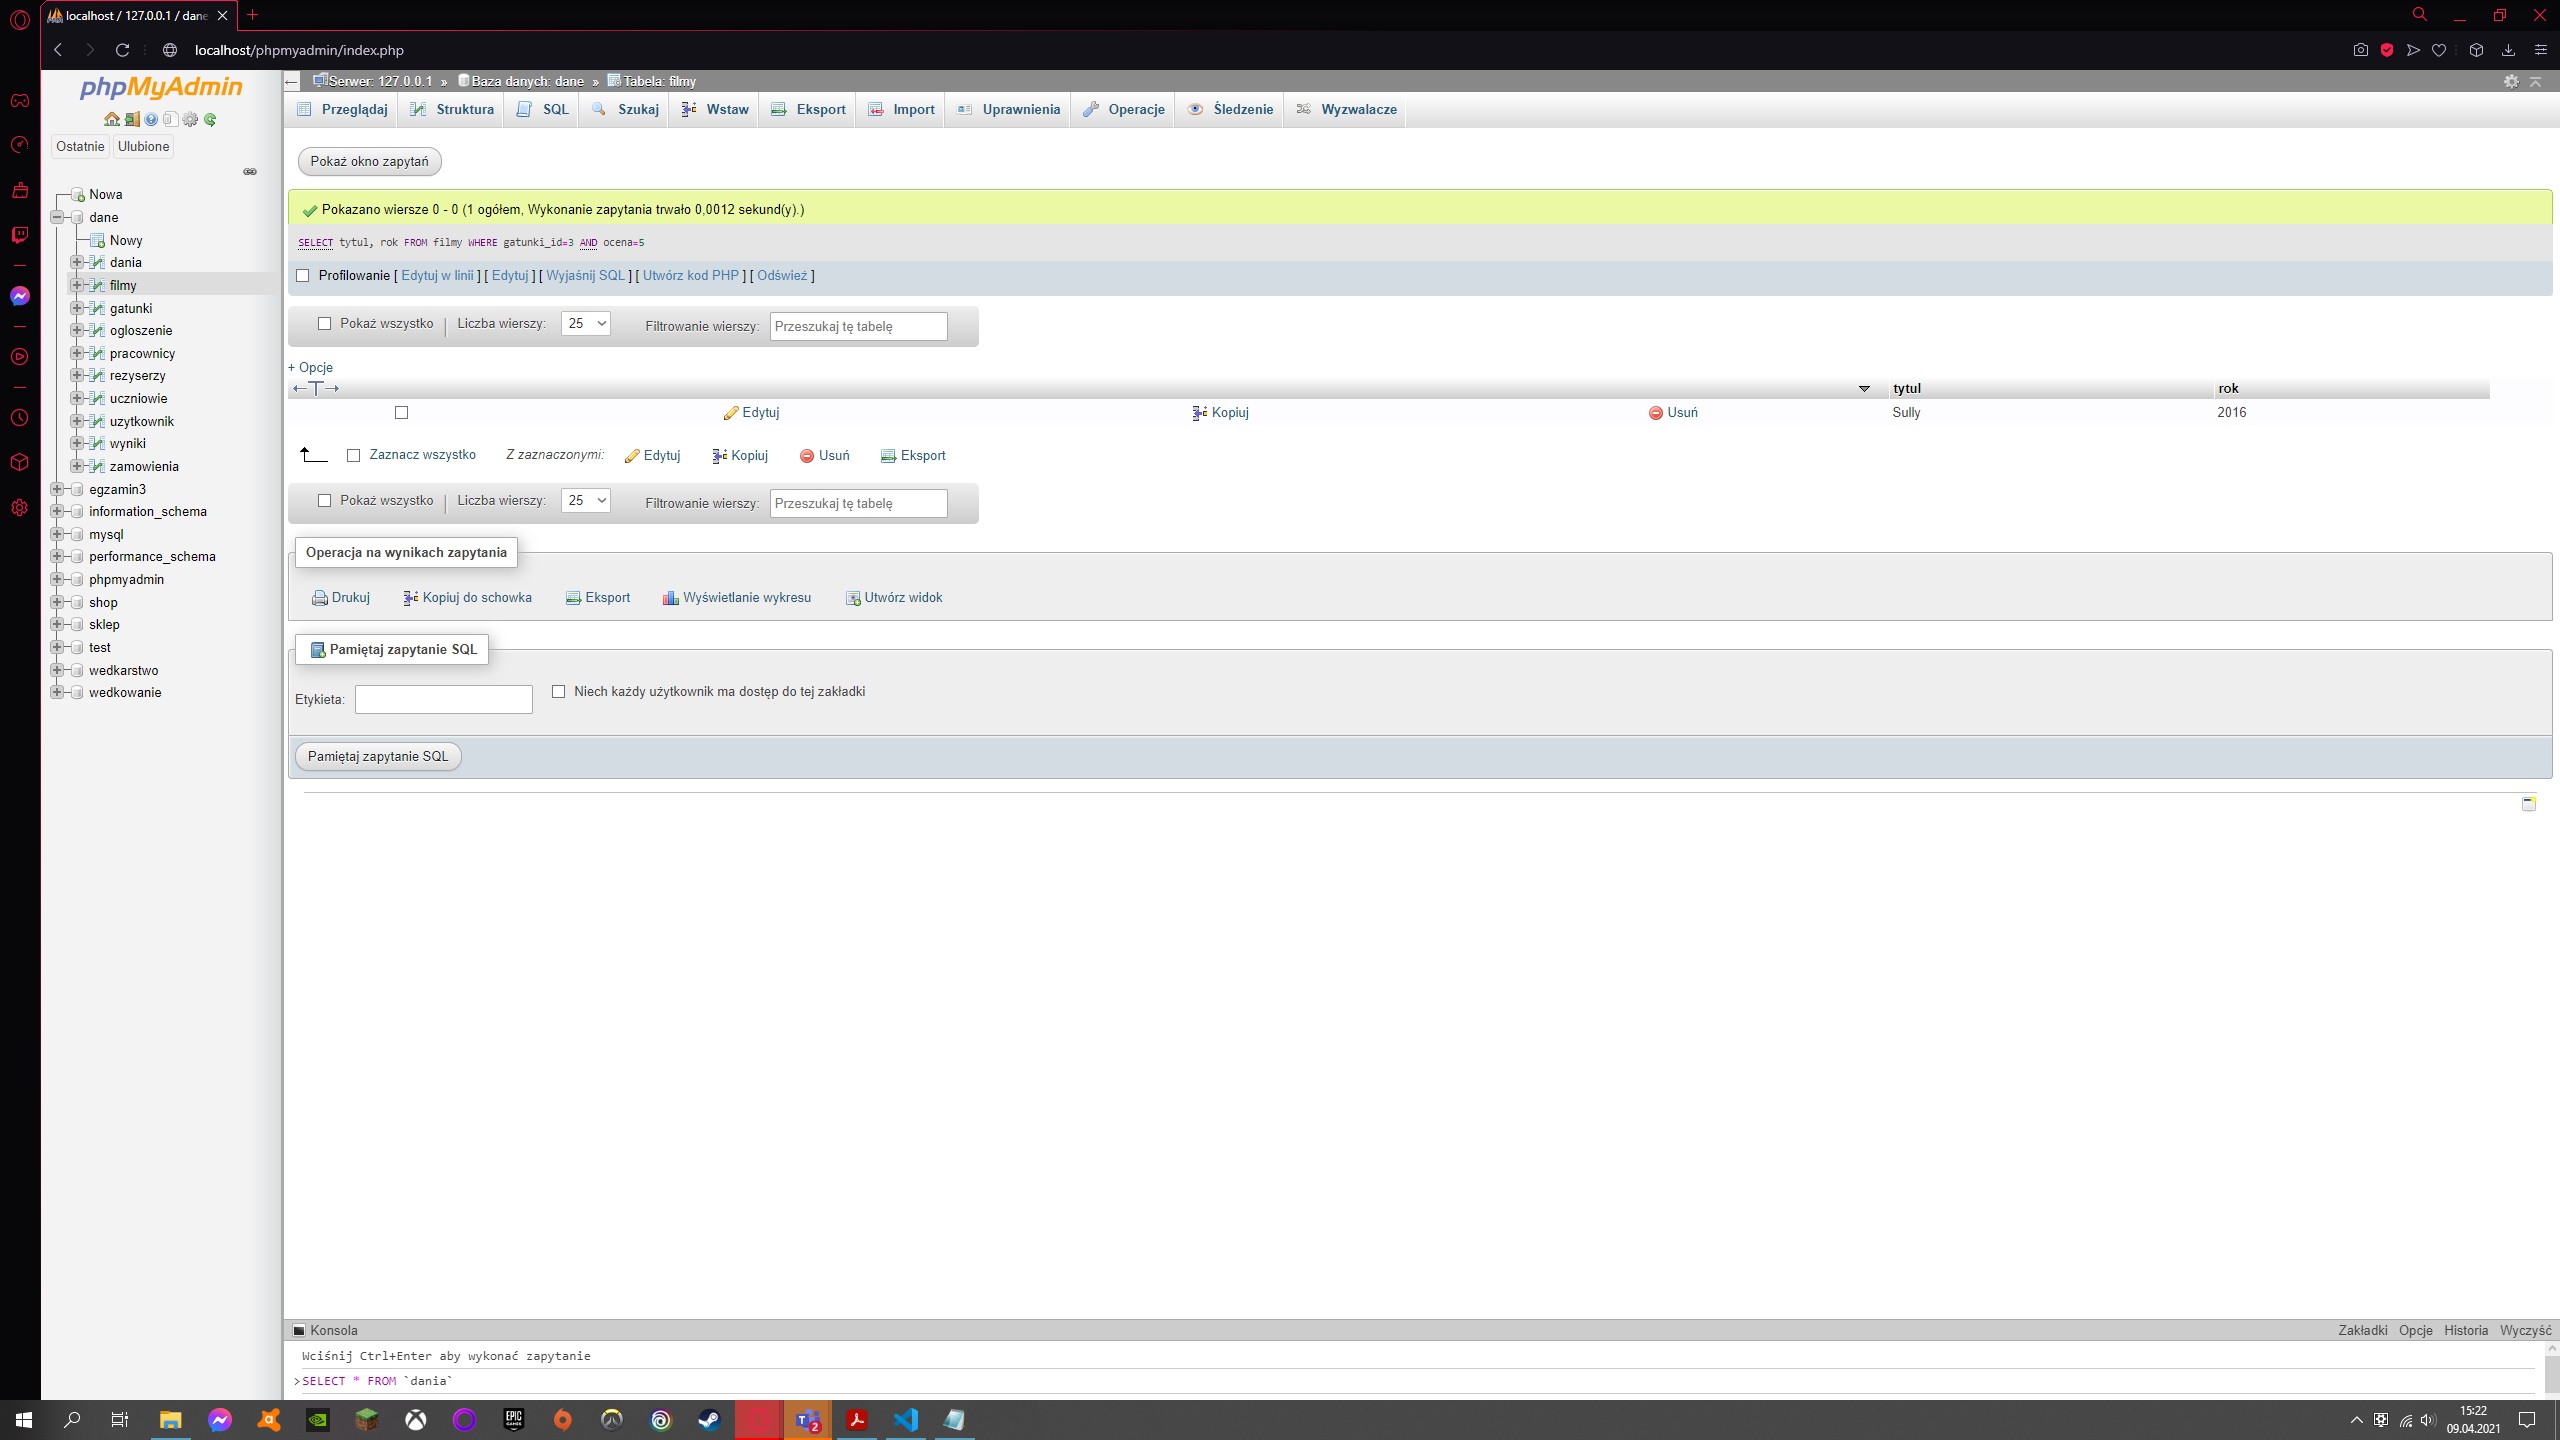 localhost / 127.0.0.1 / dane
localhost/phpmyadmin/index.php
phpMyAdmin
Ostatnie Ulubione
Nowa
dane
Nowy
dania
filmy
gatunki
ogloszenie
pracownicy
rezyserzy
uczniowie
uzytkownik
wyniki
zamowienia
egzamin3
information_schema
mysql
performance_schema
phpmyadmin
shop
sklep
test
wedkarstwo
wedkowanie
Serwer: 127.0.0.1 » Baza danych: dane » Tabela: filmy
Przeglądaj Struktura SQL Szukaj Wstaw Eksport Import Uprawnienia Operacje Śledzenie Wyzwalacze
Pokaż okno zapytań
Pokazano wiersze 0 - 0 (1 ogółem, Wykonanie zapytania trwało 0,0012 sekund(y).)
SELECT tytul, rok FROM filmy WHERE gatunki_id=3 AND ocena=5
Profilowanie [ Edytuj w linii ] [ Edytuj ] [ Wyjaśnij SQL ] [ Utwórz kod PHP ] [ Odśwież ]
Pokaż wszystko Liczba wierszy: 25 Filtrowanie wierszy: Przeszukaj tę tabelę
+ Opcje
←T→ tytul rok
Edytuj Kopiuj Usuń Sully 2016
Zaznacz wszystko Z zaznaczonymi: Edytuj Kopiuj Usuń Eksport
Pokaż wszystko Liczba wierszy: 25 Filtrowanie wierszy: Przeszukaj tę tabelę
Operacja na wynikach zapytania
Drukuj Kopiuj do schowka Eksport Wyświetlanie wykresu Utwórz widok
Pamiętaj zapytanie SQL
Etykieta: Niech każdy użytkownik ma dostęp do tej zakładki
Pamiętaj zapytanie SQL
Konsola Zakładki Opcje Historia Wyczyść
Wciśnij Ctrl+Enter aby wykonać zapytanie
>SELECT * FROM `dania`
EPIC GAMES
T 2
15:22
09.04.2021